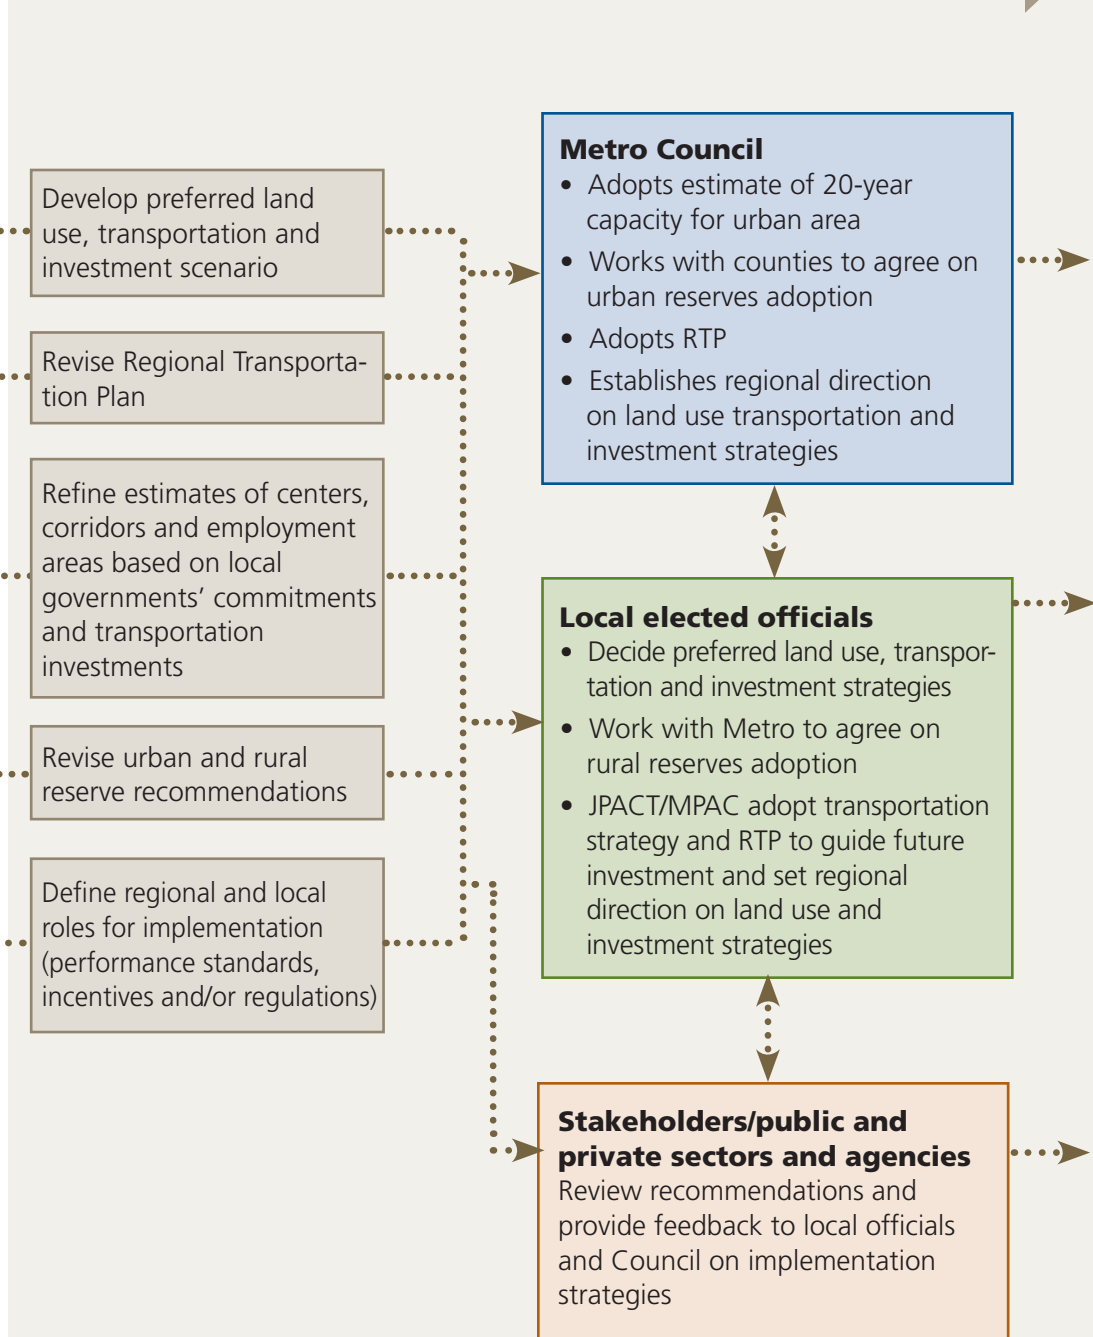 Develop preferred land
use, transportation and
investment scenario
Revise Regional Transporta-
tion Plan
Refine estimates of centers,
corridors and employment
areas based on local
governments’ commitments
and transportation
investments
Revise urban and rural
reserve recommendations
Define regional and local
roles for implementation
(performance standards,
incentives and/or regulations)
Metro Council
• Adopts estimate of 20-year
capacity for urban area
• Works with counties to agree on
urban reserves adoption
• Adopts RTP
• Establishes regional direction
on land use transportation and
investment strategies
Local elected officials
• Decide preferred land use, transpor-
tation and investment strategies
• Work with Metro to agree on
rural reserves adoption
• JPACT/MPAC adopt transportation
strategy and RTP to guide future
investment and set regional
direction on land use and
investment strategies
Stakeholders/public and
private sectors and agencies
Review recommendations and
provide feedback to local officials
and Council on implementation
strategies